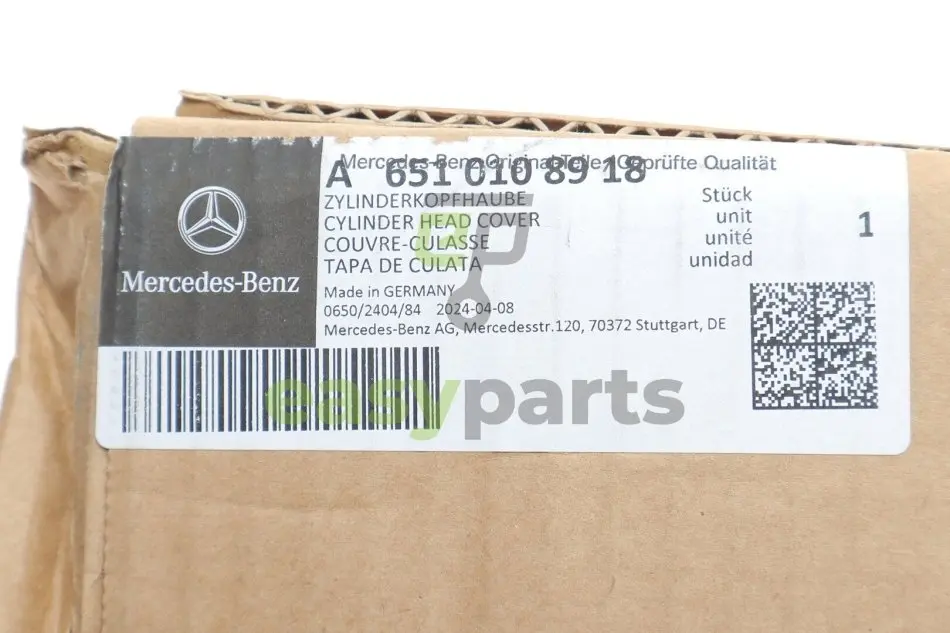 Mercedes-Benz Original-Teile / Geprüfte Qualität
A 651 010 89 18
ZYLINDERKOPFHAUBE
CYLINDER HEAD COVER
COUVRE-CULASSE
TAPA DE CULATA
Stück
unit
unité
unidad
1
Mercedes-Benz
Made in GERMANY
0650/2404/84 2024-04-08
Mercedes-Benz AG, Mercedesstr.120, 70372 Stuttgart, DE
easyparts